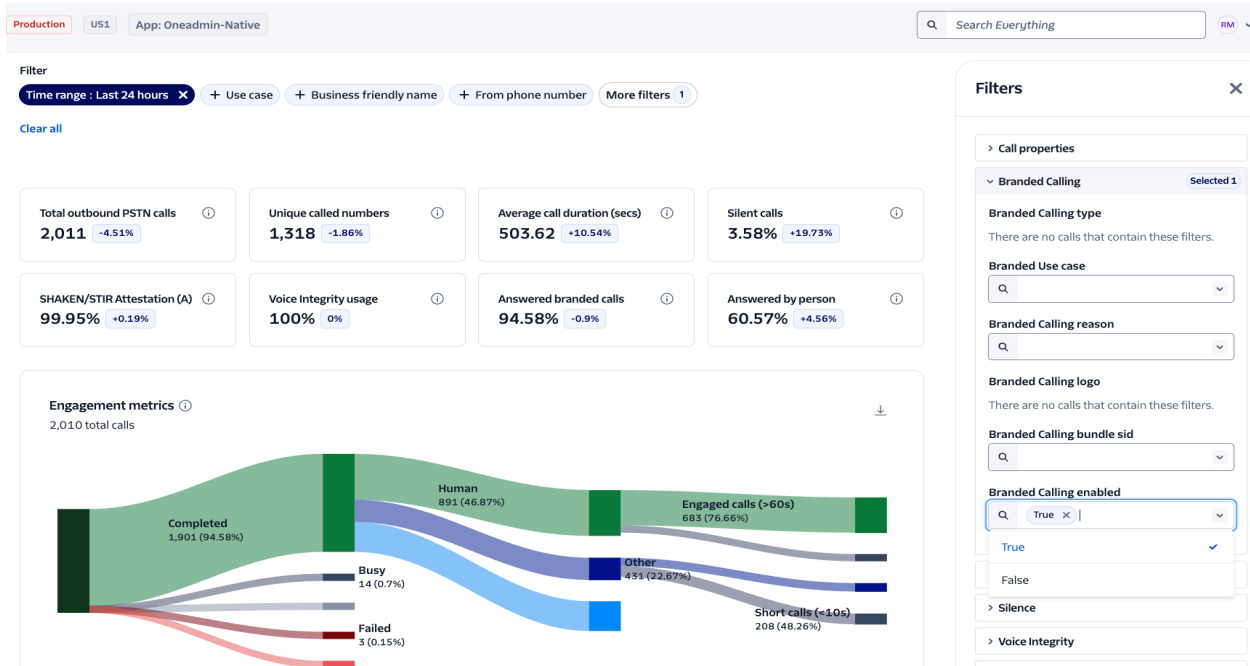 Production US1 App: Oneadmin-Native
Search Everything
RM
Filter
Time range : Last 24 hours
Use case
Business friendly name
From phone number
More filters 1
Clear all
Total outbound PSTN calls
2,011 -4.51%
Unique called numbers
1,318 -1.86%
Average call duration (secs)
503.62 +10.54%
Silent calls
3.58% +19.73%
SHAKEN/STIR Attestation (A)
99.95% +0.19%
Voice Integrity usage
100% 0%
Answered branded calls
94.58% -0.9%
Answered by person
60.57% +4.56%
Engagement metrics
2,010 total calls
Completed
1,901 (94.58%)
Busy
14 (0.7%)
Failed
3 (0.15%)
Human
891 (46.87%)
Other
431 (22.67%)
Engaged calls (>60s)
683 (76.66%)
Short calls (<10s)
208 (48.26%)
Filters
Call properties
Branded Calling Selected 1
Branded Calling type
There are no calls that contain these filters.
Branded Use case
Branded Calling reason
Branded Calling logo
There are no calls that contain these filters.
Branded Calling bundle sid
Branded Calling enabled
True
True
False
Silence
Voice Integrity